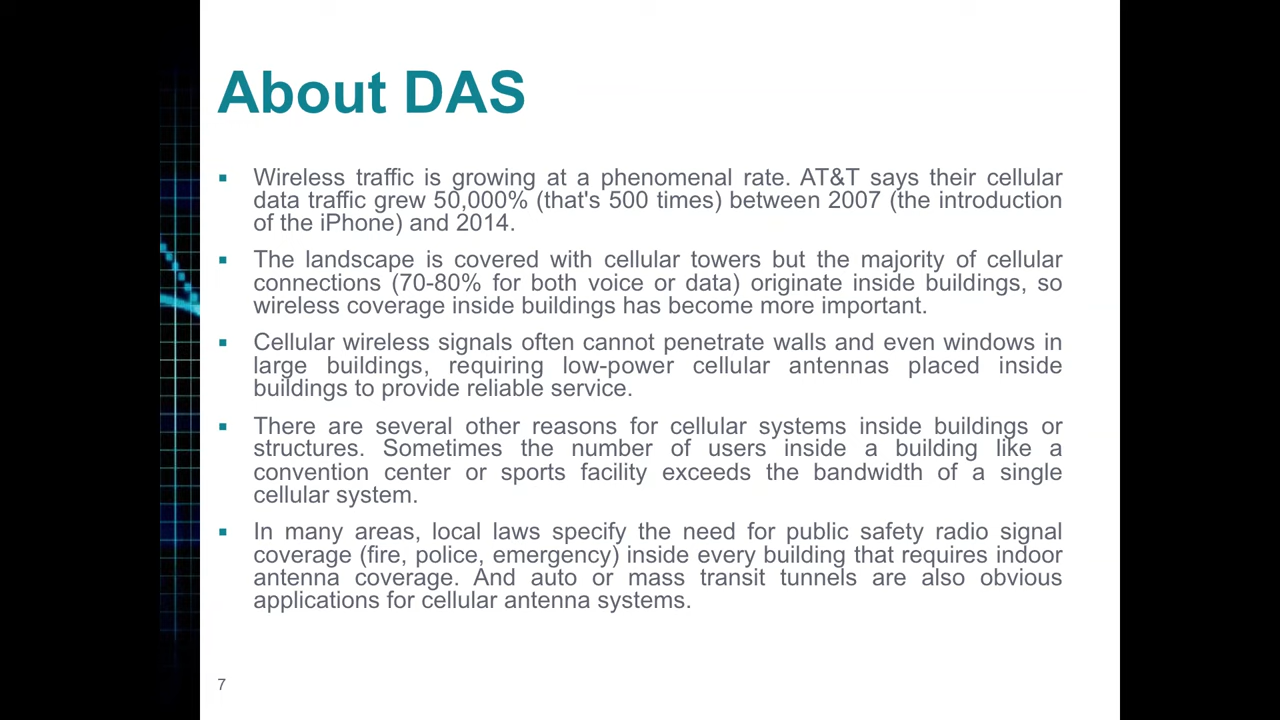 About DAS
Wireless traffic is growing at a phenomenal rate. AT&T says their cellular
data traffic grew 50,000% (that's 500 times) between 2007 (the introduction
of the iPhone) and 2014.
The landscape is covered with cellular towers but the majority of cellular
connections (70-80% for both voice or data) originate inside buildings, so
wireless coverage inside buildings has become more important.
Cellular wireless signals often cannot penetrate walls and even windows in
large buildings, requiring low-power cellular antennas placed inside
buildings to provide reliable service.
There are several other reasons for cellular systems inside buildings or
structures. Sometimes the number of users inside a building like a
convention center or sports facility exceeds the bandwidth of a single
cellular system.
In many areas, local laws specify the need for public safety radio signal
coverage (fire, police, emergency) inside every building that requires indoor
antenna coverage. And auto or mass transit tunnels are also obvious
applications for cellular antenna systems.
7